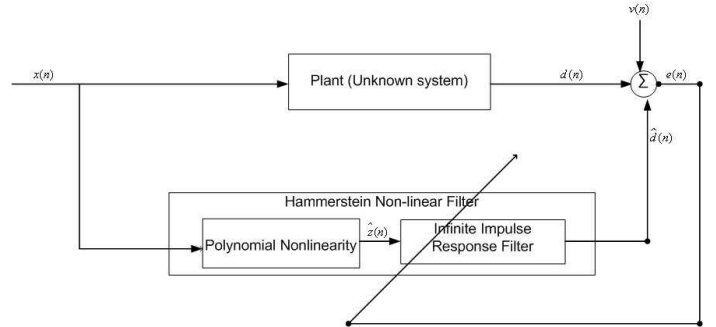 v(n)
x(n)
Plant (Unknown system)
d(n)
Σ
e(n)
d̂(n)
Hammerstein Non-linear Filter
Polynomial Nonlinearity
ẑ(n)
Infinite Impulse
Response Filter